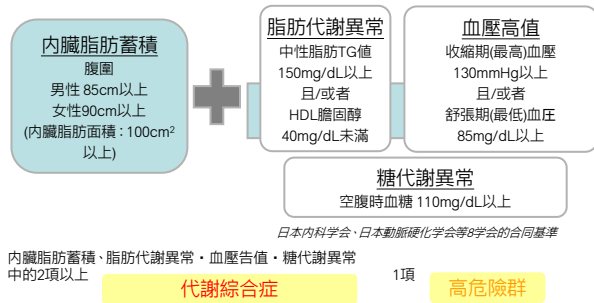 内臓脂肪蓄積
腹圍
男性 85cm以上
女性90cm以上
(内臓脂肪面積：100cm²
以上)
脂肪代謝異常
中性脂肪TG値
150mg/dL以上
且/或者
HDL膽固醇
40mg/dL未滿
血壓高值
收縮期(最高)血壓
130mmHg以上
且/或者
舒張期(最低)血圧
85mg/dL以上
糖代謝異常
空腹時血糖 110mg/dL以上
日本内科学会、日本動脈硬化学会等8学会的合同基準
内臓脂肪蓄積、脂肪代謝異常・血壓告值・糖代謝異常
中的2項以上
代謝綜合症
1項
高危險群